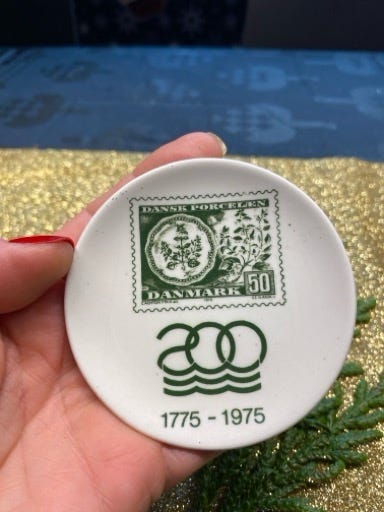 DANSK PORCELÆN
DANMARK 50
200
1775 - 1975